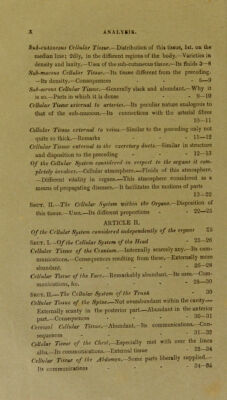 x ANALYSIS.
Sub-cutaneous Cellular Tissue.—Distribution of this tissue, 1st. on the
median line; 2dly, in the different regions of the body.—Varieties in
density and laxity.—Uses of the sub-cutaneous tissue.—Its fluids 3—6
Sub-mucous Cellular Tissue.—Its tissue different from the preceding.
—Its density.—Consequences - - - 6—9
Sub-serous Cellular Tissue.—Generally slack and abundant.—Why it
is so.—Parts in which it is dense - - - 9—10
Cellular Tissue external to arteries.—Its peculiar nature analogous to
that of the sub-mucous.—Its connections with the arterial fibres
10—11
Cellular Tissue external to veins.—Similar to the preceding only not
quite so thick.—Remarks - - - 11—12
Cellular Tissue external to the excretory ducts.—Similar in structure
and disposition to the preceding - - - 12—13
Of the Cellular System considered in respect to the organs it com-
pletely involves.—Cellular atmosphere.—Fluids of this atmosphere.
—Different vitality in organs.—This atmosphere considered as a
means of propagating diseases.—It facilitates the motions of parts
13—22
Sect. II.—The Cellular System within the Organs.—Disposition of
this tissue.—Uses.—Its different proportions - 22—25
ARTICLE II.
Of the Cellular System considered independently of the organs 25
Sect. I.—Of the Cellular System of the Head - 25—26
Cellular Tissue of the Cranium.—Internally scarcely any.—Its com-
munications.—Consequences resulting from these.—Externally more
abundant - - - - 26—28
Cellular Tissue of the Face.—Remarkably abundant.—Its uses.—Com-
munications, &c. - - - 28—30
Sect. II.—The Cellular System of the Trunk - 30
Cellular Tissue of the Spine.—Not overabundant within the cavity—
Externally scanty in the posterior part.—Abundant in the anterior
part.—Consequences - - - 30—31
Cervical Cellular Tissue.—Abundant.—Its communications.—Con-
sequences - - - 31—32
Cellular Tissue of the Chest.—Especially met with over the linea
alba.—Its communications.—External tissue - 32—34
Cellular Tissue of the Abdomen.—Some parts liberally supplied.—
Its communications - - - 34—35